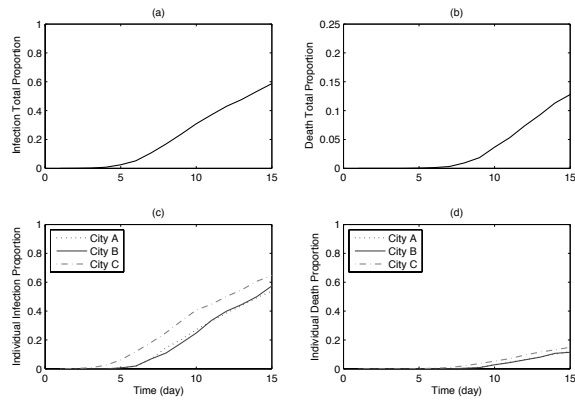 (a)
Infection Total Proportion
1
0.8
0.6
0.4
0.2
0
0 5 10 15
(b)
Death Total Proportion
0.25
0.2
0.15
0.1
0.05
0
0 5 10 15
(c)
Individual Infection Proportion
1
0.8
0.6
0.4
0.2
0
City A
City B
City C
0 5 10 15
Time (day)
(d)
Individual Death Proportion
1
0.8
0.6
0.4
0.2
0
City A
City B
City C
0 5 10 15
Time (day)